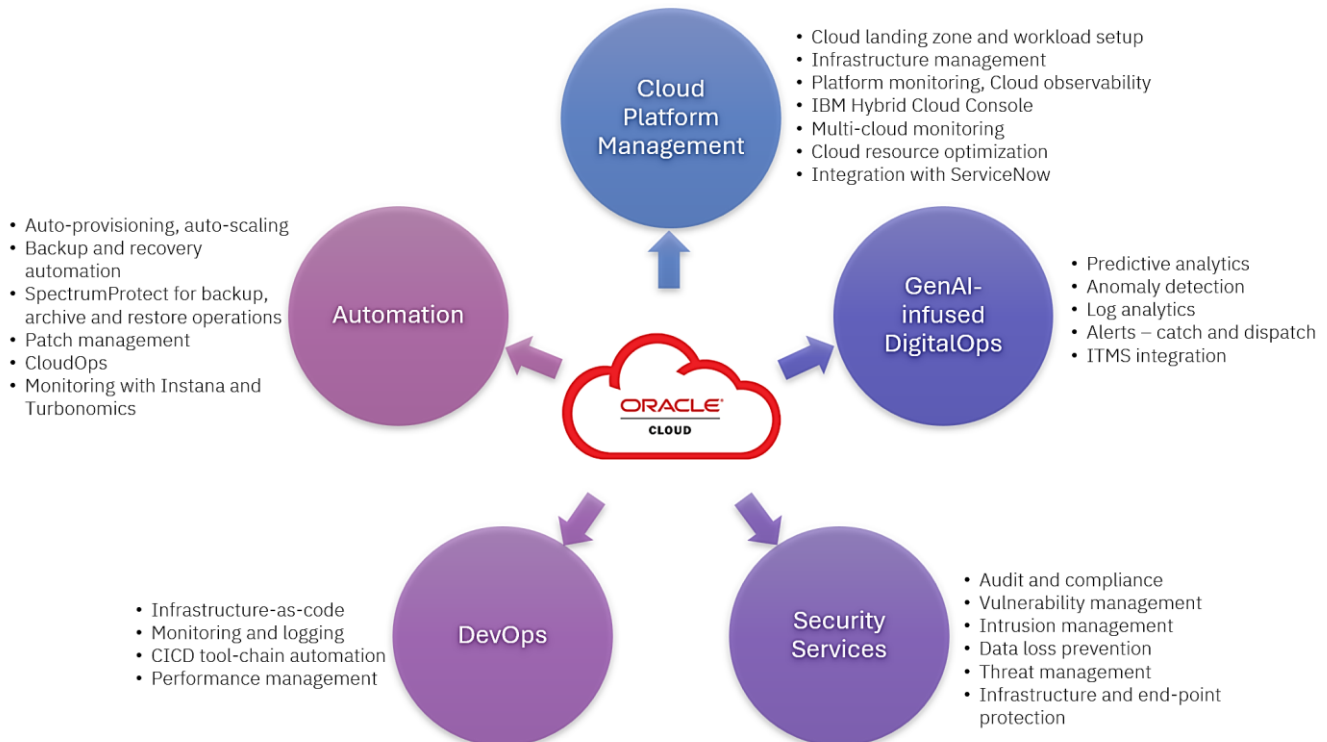 Cloud
Platform
Management
• Cloud landing zone and workload setup
• Infrastructure management
• Platform monitoring, Cloud observability
• IBM Hybrid Cloud Console
• Multi-cloud monitoring
• Cloud resource optimization
• Integration with ServiceNow
• Auto-provisioning, auto-scaling
• Backup and recovery
automation
• SpectrumProtect for backup,
archive and restore operations
• Patch management
• CloudOps
• Monitoring with Instana and
Turbonomics
Automation
GenAI-
infused
DigitalOps
• Predictive analytics
• Anomaly detection
• Log analytics
• Alerts – catch and dispatch
• ITMS integration
ORACLE
CLOUD
• Infrastructure-as-code
• Monitoring and logging
• CICD tool-chain automation
• Performance management
DevOps
Security
Services
• Audit and compliance
• Vulnerability management
• Intrusion management
• Data loss prevention
• Threat management
• Infrastructure and end-point
protection